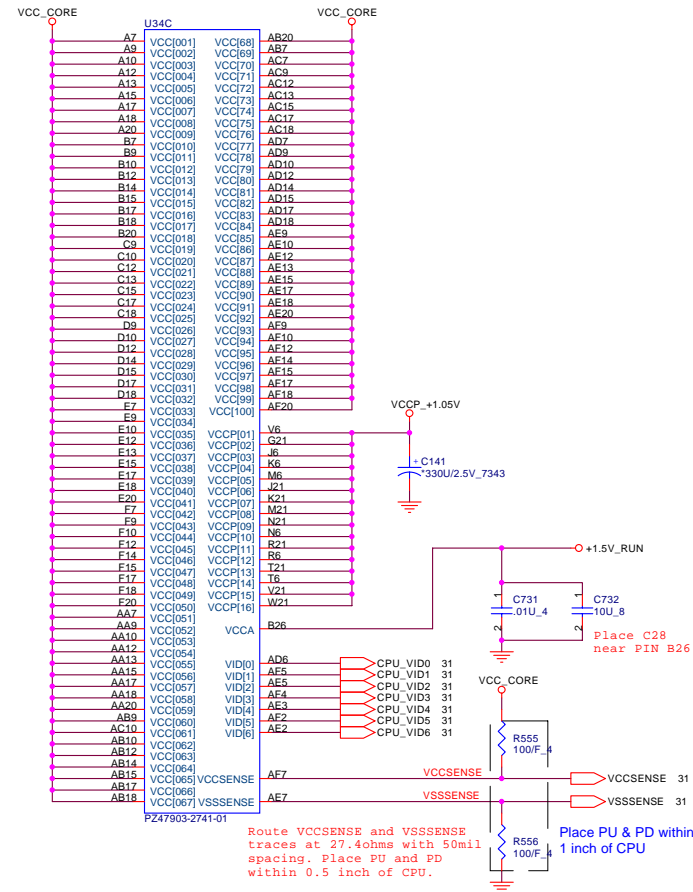 VCC_CORE VCC_CORE
U34C
A7 VCC[001] VCC[68] AB20
A9 VCC[002] VCC[69] AB7
A10 VCC[003] VCC[70] AC7
A12 VCC[004] VCC[71] AC9
A13 VCC[005] VCC[72] AC12
A15 VCC[006] VCC[73] AC13
A17 VCC[007] VCC[74] AC15
A18 VCC[008] VCC[75] AC17
A20 VCC[009] VCC[76] AC18
B7 VCC[010] VCC[77] AD7
B9 VCC[011] VCC[78] AD9
B10 VCC[012] VCC[79] AD10
B12 VCC[013] VCC[80] AD12
B14 VCC[014] VCC[81] AD14
B15 VCC[015] VCC[82] AD15
B17 VCC[016] VCC[83] AD17
B18 VCC[017] VCC[84] AD18
B20 VCC[018] VCC[85] AE9
C9 VCC[019] VCC[86] AE10
C10 VCC[020] VCC[87] AE12
C12 VCC[021] VCC[88] AE13
C13 VCC[022] VCC[89] AE15
C15 VCC[023] VCC[90] AE17
C17 VCC[024] VCC[91] AE18
C18 VCC[025] VCC[92] AE20
D9 VCC[026] VCC[93] AF9
D10 VCC[027] VCC[94] AF10
D12 VCC[028] VCC[95] AF12
D14 VCC[029] VCC[96] AF14
D15 VCC[030] VCC[97] AF15
D17 VCC[031] VCC[98] AF17
D18 VCC[032] VCC[99] AF18
E7 VCC[033] VCC[100] AF20
E9 VCC[034]
VCCP_+1.05V
E10 VCC[035] VCCP[01] V6
E12 VCC[036] VCCP[02] G21
E13 VCC[037] VCCP[03] J6
E15 VCC[038] VCCP[04] K6
E17 VCC[039] VCCP[05] M6
E18 VCC[040] VCCP[06] J21
E20 VCC[041] VCCP[07] K21
F7 VCC[042] VCCP[08] M21
F9 VCC[043] VCCP[09] N21
F10 VCC[044] VCCP[10] N6
F12 VCC[045] VCCP[11] R21
F14 VCC[046] VCCP[12] R6
F15 VCC[047] VCCP[13] T21
F17 VCC[048] VCCP[14] T6
F18 VCC[049] VCCP[15] V21
F20 VCC[050] VCCP[16] W21
+ C141
*330U/2.5V_7343
AA7 VCC[051]
AA9 VCC[052] VCCA B26
AA10 VCC[053]
AA12 VCC[054]
AA13 VCC[055] VID[0] AD6 CPU_VID0 31
AA15 VCC[056] VID[1] AF5 CPU_VID1 31
AA17 VCC[057] VID[2] AE5 CPU_VID2 31
AA18 VCC[058] VID[3] AF4 CPU_VID3 31
AA20 VCC[059] VID[4] AE3 CPU_VID4 31
AB9 VCC[060] VID[5] AF2 CPU_VID5 31
AC10 VCC[061] VID[6] AE2 CPU_VID6 31
AB10 VCC[062]
AB12 VCC[063]
AB14 VCC[064]
AB15 VCC[065] VCCSENSE AF7 VCCSENSE VCCSENSE 31
AB17 VCC[066]
AB18 VCC[067] VSSSENSE AE7 VSSSENSE VSSSENSE 31
PZ47903-2741-01
+1.5V_RUN
1 1
C731 C732
.01U_4 10U_8
2 2
Place C28
near PIN B26
VCC_CORE
R555
100/F_4
R556
100/F_4
Route VCCSENSE and VSSSENSE
traces at 27.4ohms with 50mil
spacing. Place PU and PD
within 0.5 inch of CPU.
Place PU & PD within
1 inch of CPU